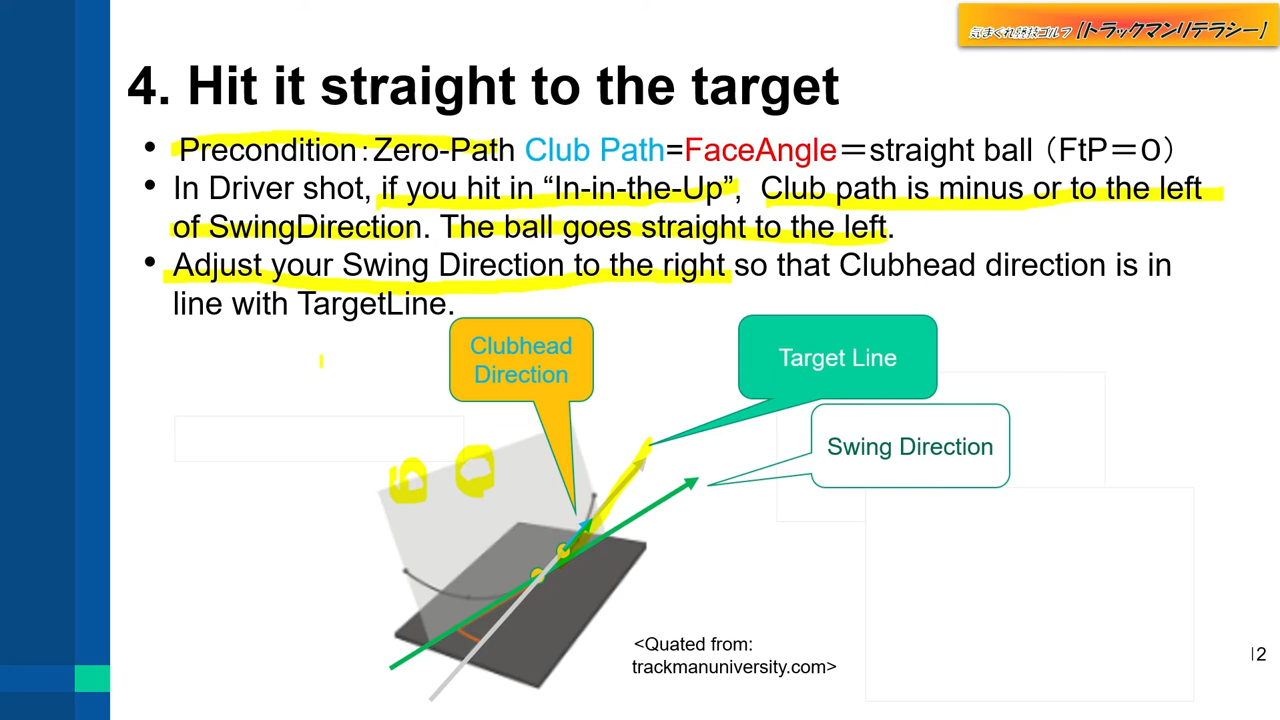 気まぐれ競技ゴルフ【トラックマンリテラシー】
4. Hit it straight to the target
• Precondition：Zero-Path Club Path=FaceAngle＝straight ball （FtP＝０）
• In Driver shot, if you hit in “In-in-the-Up”, Club path is minus or to the left
of SwingDirection. The ball goes straight to the left.
• Adjust your Swing Direction to the right so that Clubhead direction is in
line with TargetLine.
Clubhead
Direction
Target Line
Swing Direction
<Quated from:
trackmanuniversity.com>
12